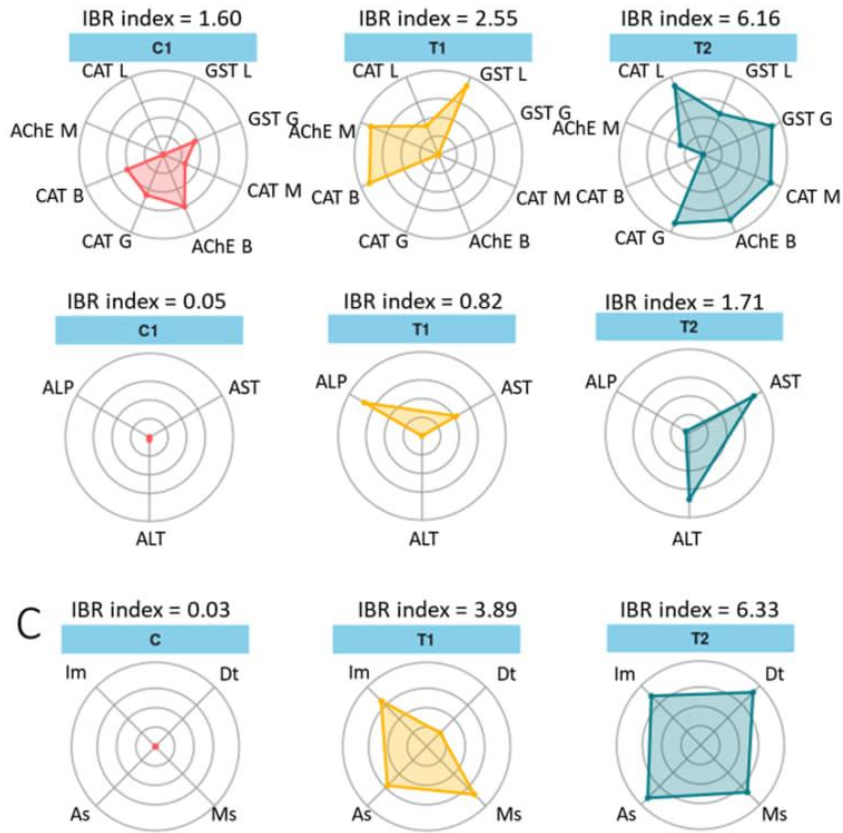 IBR index = 1.60
C1
CAT L
GST L
AChE M
GST G
CAT B
CAT M
CAT G
AChE B
IBR index = 2.55
T1
CAT L
GST L
AChE M
GST G
CAT B
CAT M
CAT G
AChE B
IBR index = 6.16
T2
CAT L
GST L
AChE M
GST G
CAT B
CAT M
CAT G
AChE B
IBR index = 0.05
C1
ALP
AST
ALT
IBR index = 0.82
T1
ALP
AST
ALT
IBR index = 1.71
T2
ALP
AST
ALT
C
IBR index = 0.03
C
Im
Dt
As
Ms
IBR index = 3.89
T1
Im
Dt
As
Ms
IBR index = 6.33
T2
Im
Dt
As
Ms